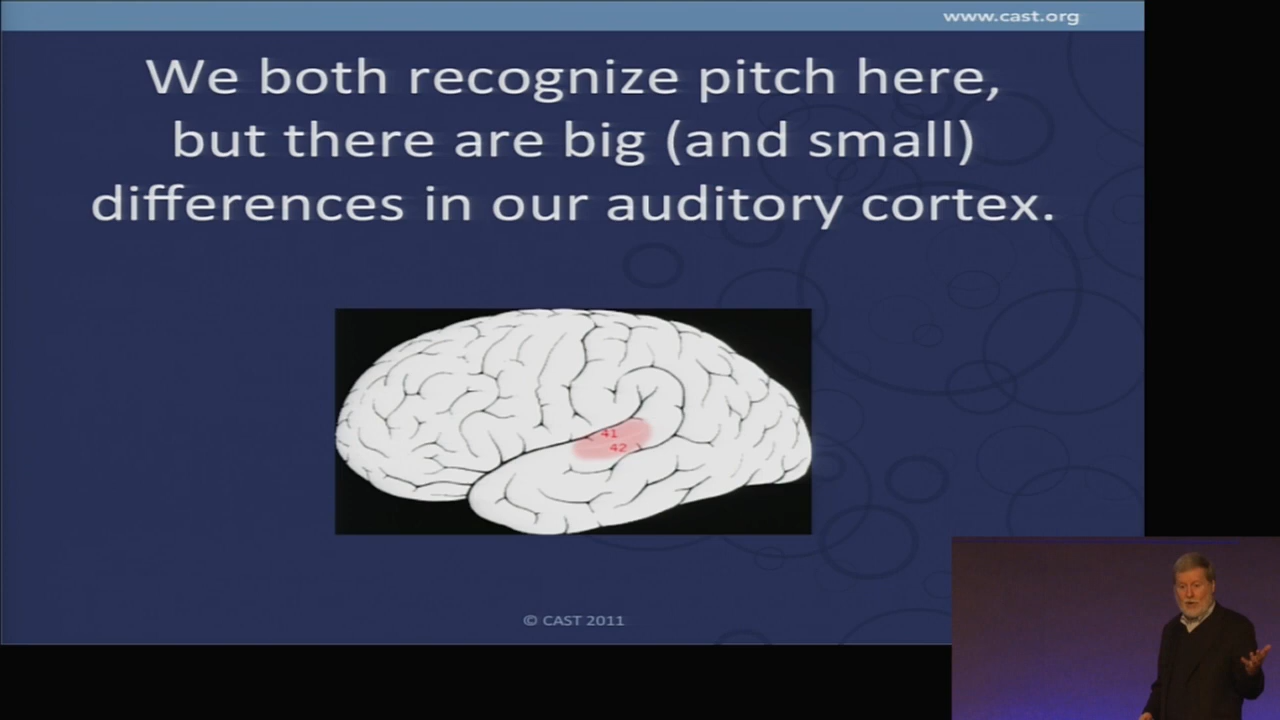 www.cast.org
We both recognize pitch here,
but there are big (and small)
differences in our auditory cortex.
41
42
© CAST 2011